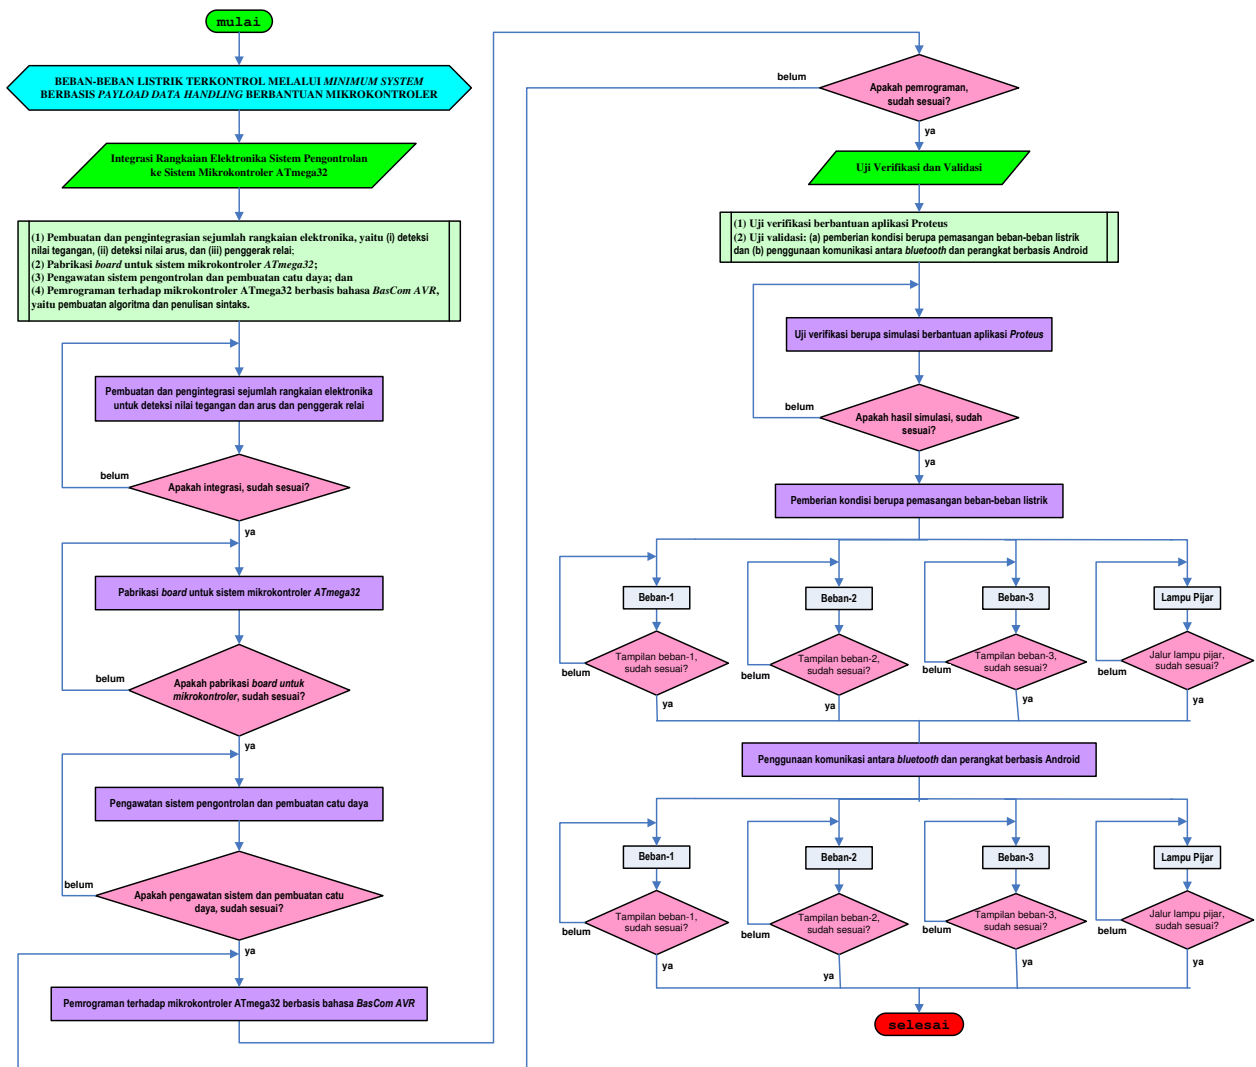 mulai
BEBAN-BEBAN LISTRIK TERKONTROL MELALUI MINIMUM SYSTEM
BERBASIS PAYLOAD DATA HANDLING BERBANTUAN MIKROKONTROLER
Integrasi Rangkaian Elektronika Sistem Pengontrolan
ke Sistem Mikrokontroler ATmega32
(1) Pembuatan dan pengintegrasian sejumlah rangkaian elektronika, yaitu (i) deteksi
nilai tegangan, (ii) deteksi nilai arus, dan (iii) penggerak relai;
(2) Pabrikasi board untuk sistem mikrokontroler ATmega32;
(3) Pengawatan sistem pengontrolan dan pembuatan catu daya; dan
(4) Pemrograman terhadap mikrokontroler ATmega32 berbasis bahasa BasCom AVR,
yaitu pembuatan algoritma dan penulisan sintaks.
Pembuatan dan pengintegrasi sejumlah rangkaian elektronika
untuk deteksi nilai tegangan dan arus dan penggerak relai
belum
Apakah integrasi, sudah sesuai?
ya
Pabrikasi board untuk sistem mikrokontroler ATmega32
belum
Apakah pabrikasi board untuk
mikrokontroler, sudah sesuai?
ya
Pengawatan sistem pengontrolan dan pembuatan catu daya
belum
Apakah pengawatan sistem dan pembuatan catu
daya, sudah sesuai?
ya
Pemrograman terhadap mikrokontroler ATmega32 berbasis bahasa BasCom AVR
belum
Apakah pemrograman,
sudah sesuai?
ya
Uji Verifikasi dan Validasi
(1) Uji verifikasi berbantuan aplikasi Proteus
(2) Uji validasi: (a) pemberian kondisi berupa pemasangan beban-beban listrik
dan (b) penggunaan komunikasi antara bluetooth dan perangkat berbasis Android
Uji verifikasi berupa simulasi berbantuan aplikasi Proteus
belum
Apakah hasil simulasi, sudah
sesuai?
ya
Pemberian kondisi berupa pemasangan beban-beban listrik
Beban-1
Beban-2
Beban-3
Lampu Pijar
Tampilan beban-1,
sudah sesuai?
Tampilan beban-2,
sudah sesuai?
Tampilan beban-3,
sudah sesuai?
Jalur lampu pijar,
sudah sesuai?
belum
belum
belum
belum
ya
ya
ya
ya
Penggunaan komunikasi antara bluetooth dan perangkat berbasis Android
Beban-1
Beban-2
Beban-3
Lampu Pijar
Tampilan beban-1,
sudah sesuai?
Tampilan beban-2,
sudah sesuai?
Tampilan beban-3,
sudah sesuai?
Jalur lampu pijar,
sudah sesuai?
belum
belum
belum
belum
ya
ya
ya
ya
selesai